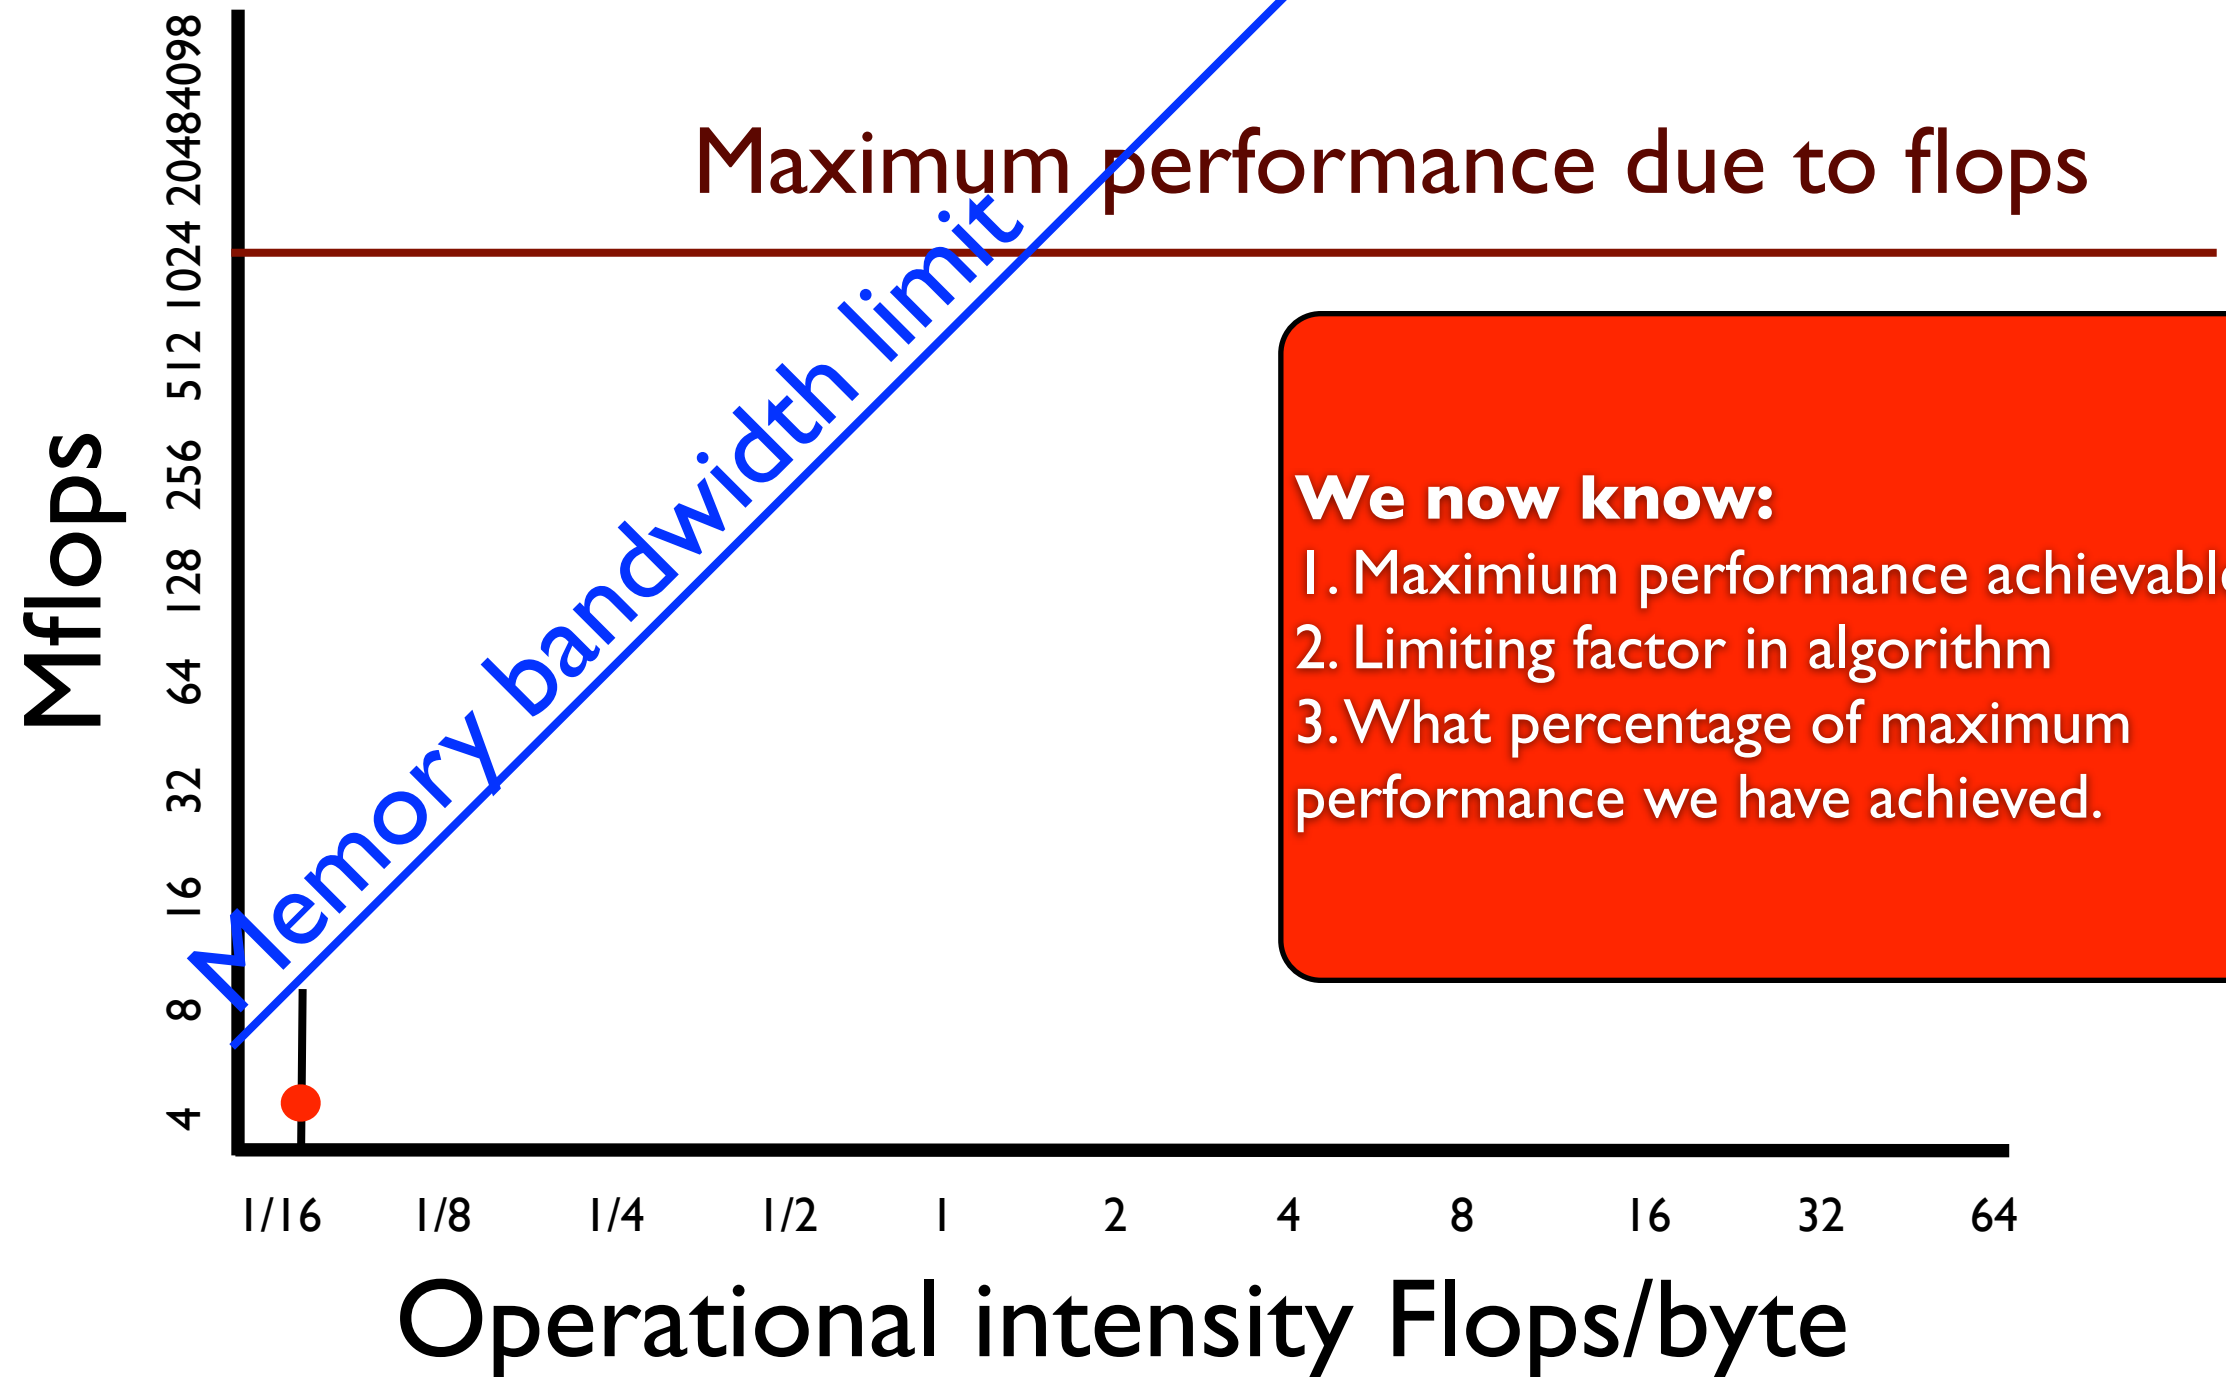 Maximum performance due to flops
Memory bandwidth limit
Mflops
4098
2048
1024
512
256
128
64
32
16
8
4
We now know:
1. Maximium performance achievable
2. Limiting factor in algorithm
3. What percentage of maximum
performance we have achieved.
1/16 1/8 1/4 1/2 1 2 4 8 16 32 64
Operational intensity Flops/byte